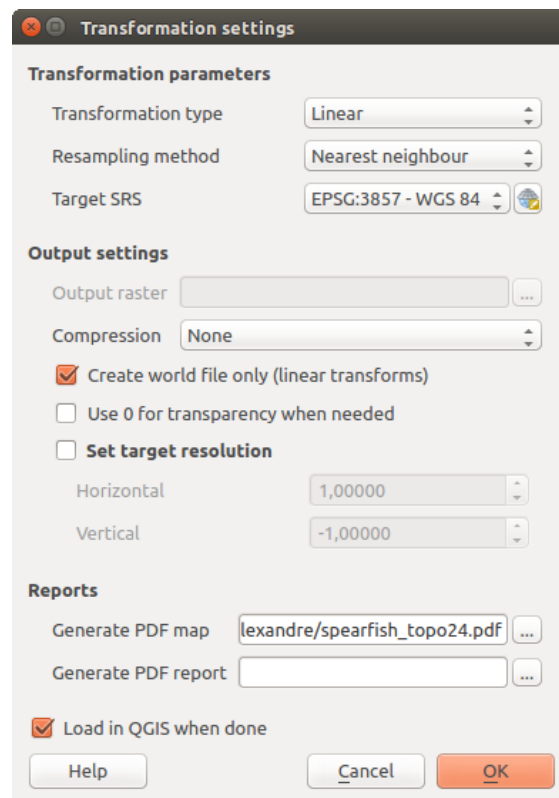 Transformation settings
Transformation parameters
Transformation type Linear
Resampling method Nearest neighbour
Target SRS EPSG:3857 - WGS 84
Output settings
Output raster ...
Compression None
Create world file only (linear transforms)
Use 0 for transparency when needed
Set target resolution
Horizontal 1,00000
Vertical -1,00000
Reports
Generate PDF map lexandre/spearfish_topo24.pdf ...
Generate PDF report ...
Load in QGIS when done
Help Cancel OK